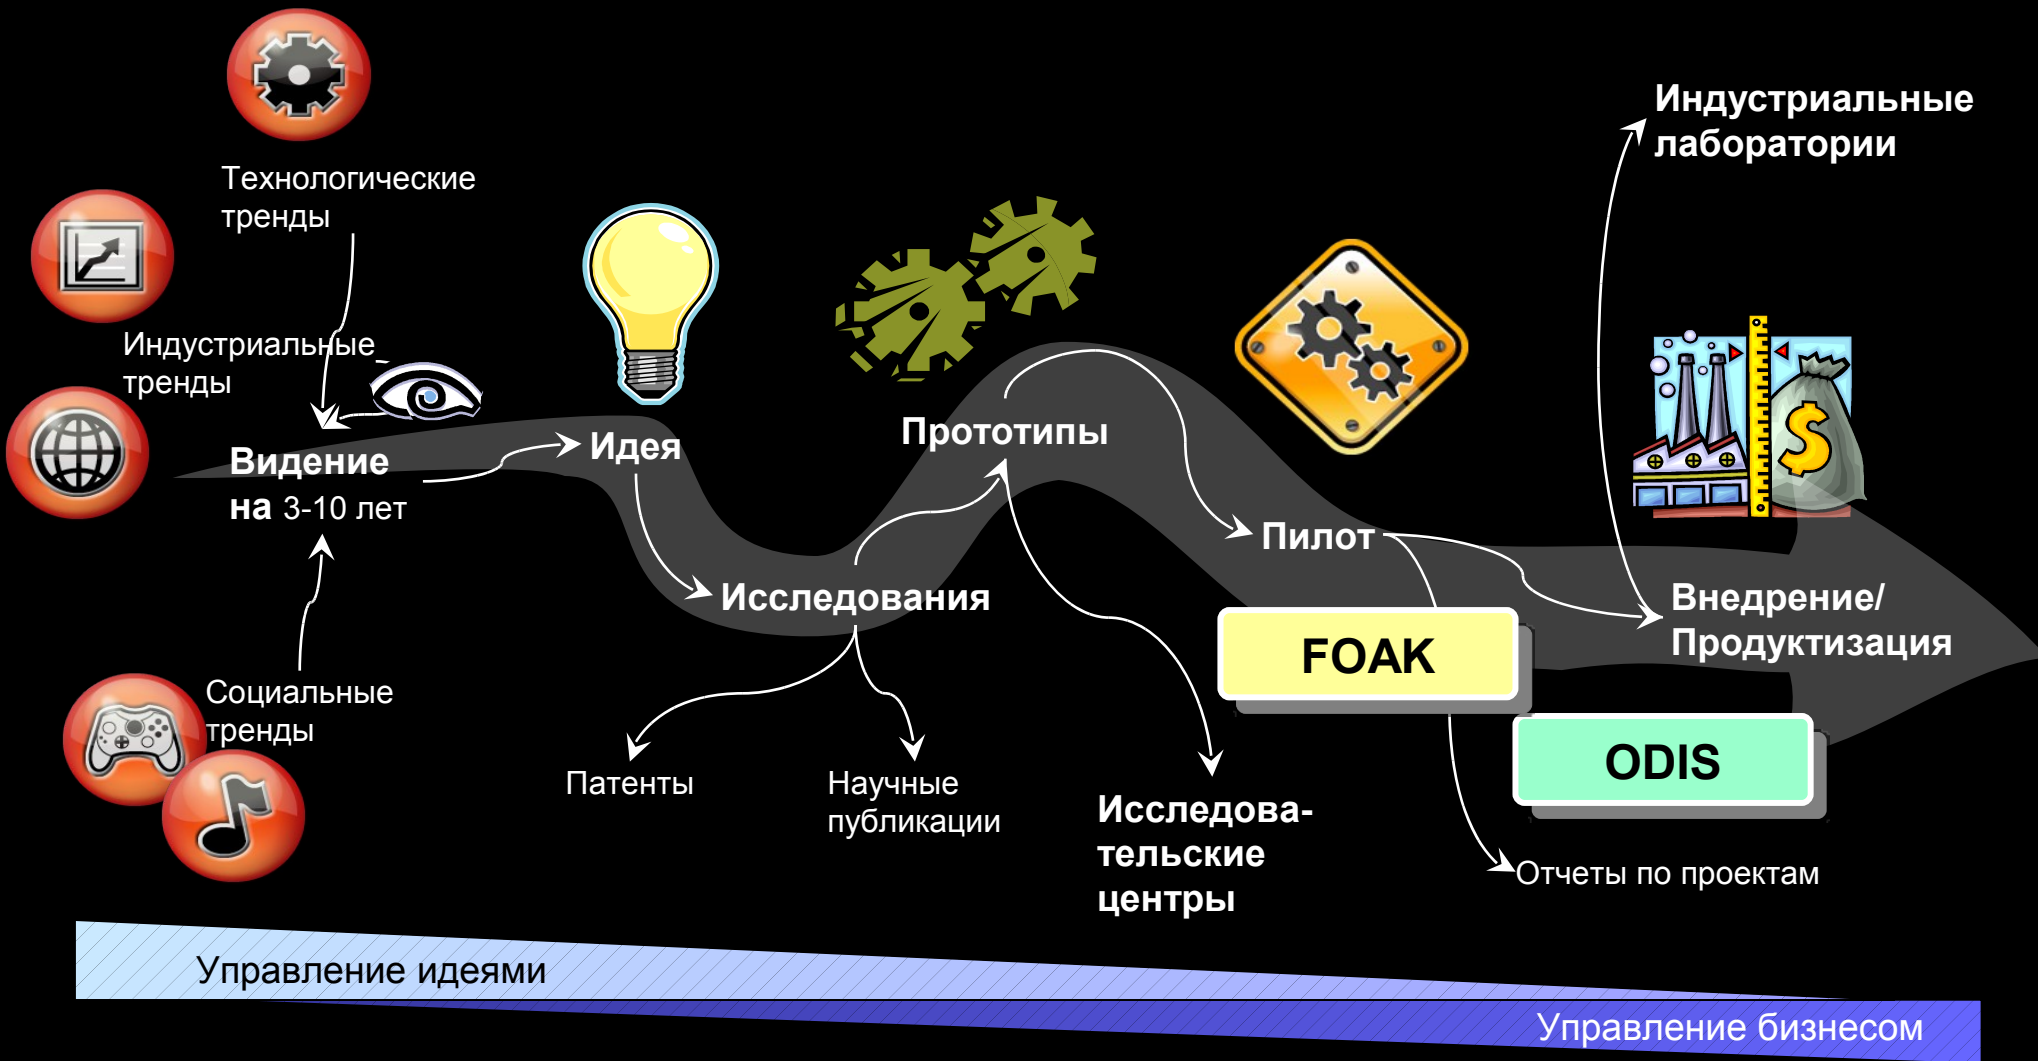 Технологические
тренды
Индустриальные
тренды
Видение
на 3-10 лет
Социальные
тренды
Идея
Исследования
Патенты
Научные
публикации
Прототипы
Исследова-
тельские
центры
Пилот
FOAK
ODIS
Отчеты по проектам
Индустриальные
лаборатории
$
Внедрение/
Продуктизация
Управление идеями
Управление бизнесом